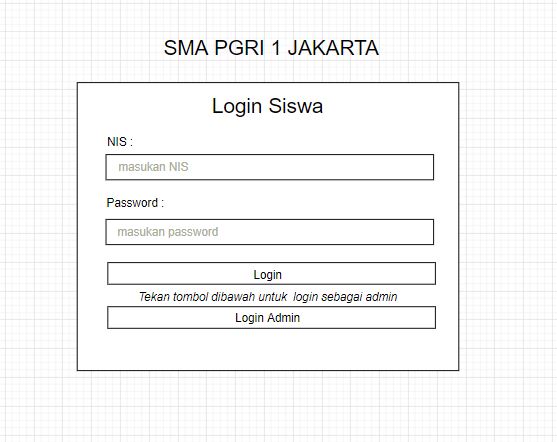 SMA PGRI 1 JAKARTA
Login Siswa
NIS :
masukan NIS
Password :
masukan password
Login
Tekan tombol dibawah untuk login sebagai admin
Login Admin